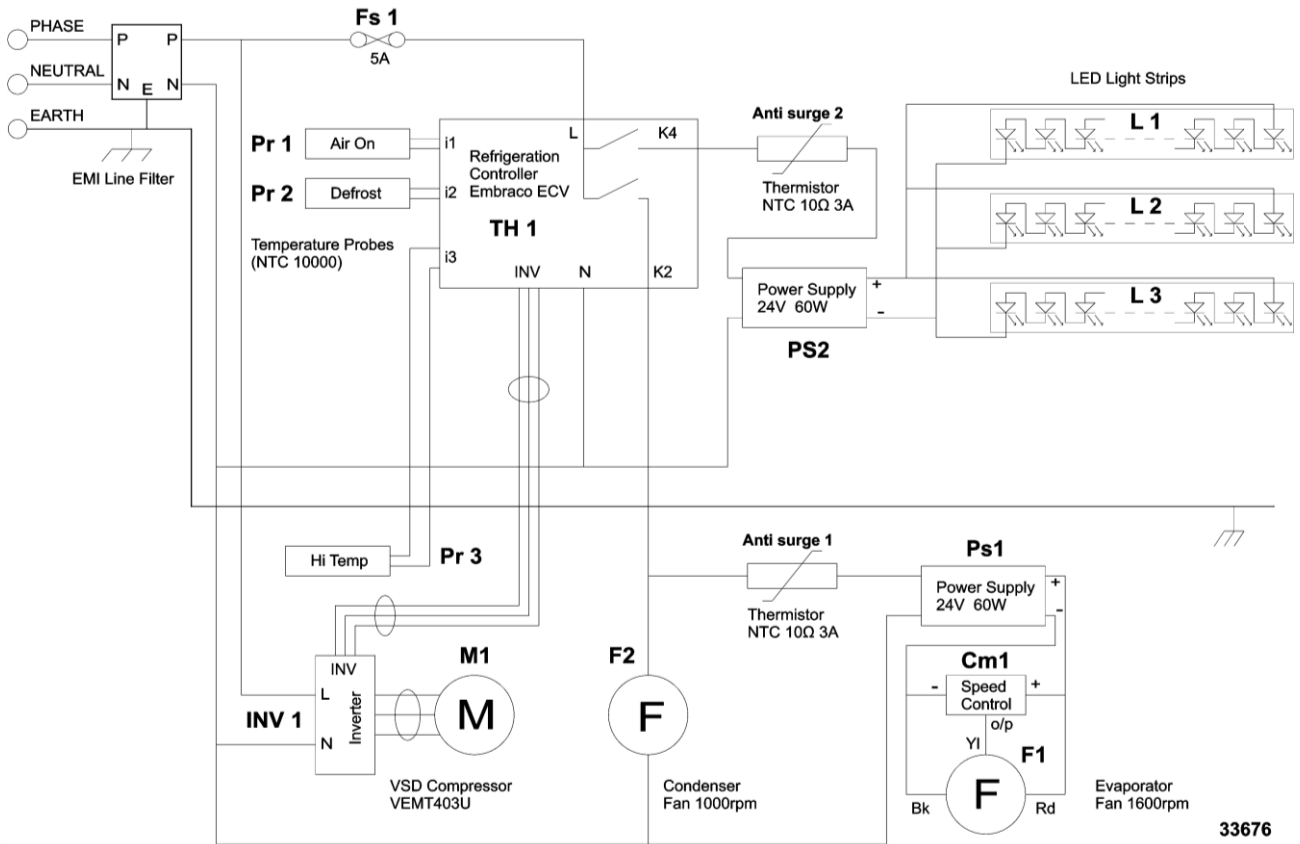 PHASE
NEUTRAL
EARTH
P P
N E N
EMI Line Filter
Fs 1
5A
Pr 1
Air On
i1
Pr 2
Defrost
i2
Temperature Probes
(NTC 10000)
i3
L
K4
Refrigeration
Controller
Embraco ECV
TH 1
INV
N
K2
Anti surge 2
Thermistor
NTC 10Ω 3A
Power Supply
24V 60W
+
-
PS2
LED Light Strips
L 1
L 2
L 3
Hi Temp
Pr 3
Anti surge 1
Thermistor
NTC 10Ω 3A
Ps1
Power Supply
24V 60W
+
-
INV
L
N
Inverter
INV 1
M1
M
VSD Compressor
VEMT403U
F2
F
Condenser
Fan 1000rpm
Cm1
-
Speed
Control
+
o/p
Yl
F1
F
Bk
Rd
Evaporator
Fan 1600rpm
33676